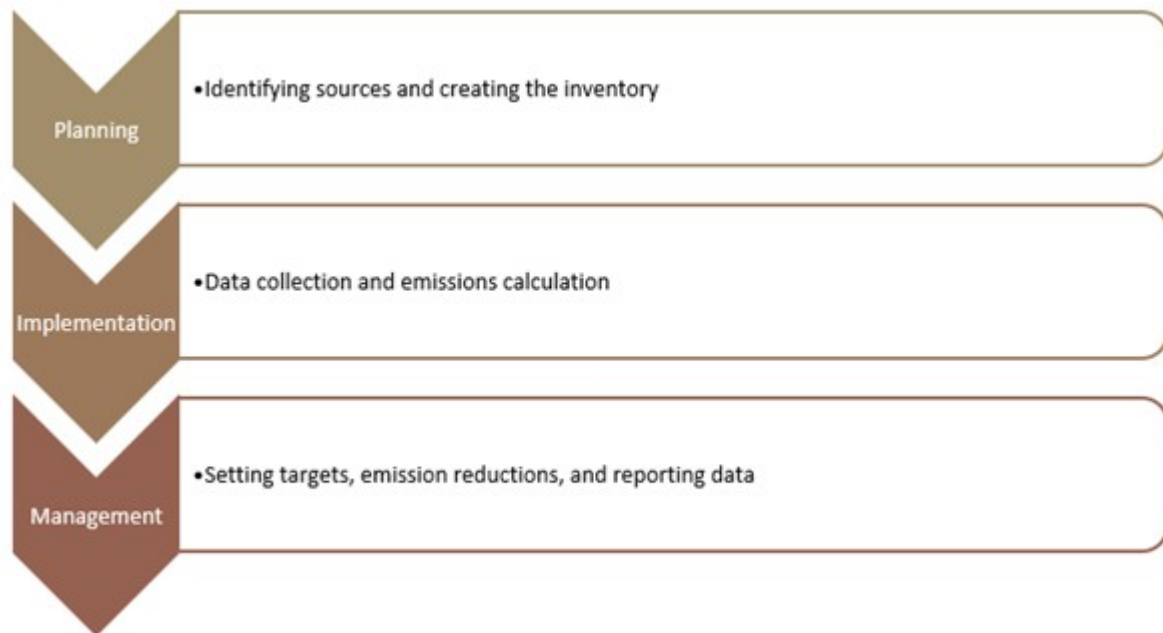 Planning
•Identifying sources and creating the inventory
Implementation
•Data collection and emissions calculation
Management
•Setting targets, emission reductions, and reporting data